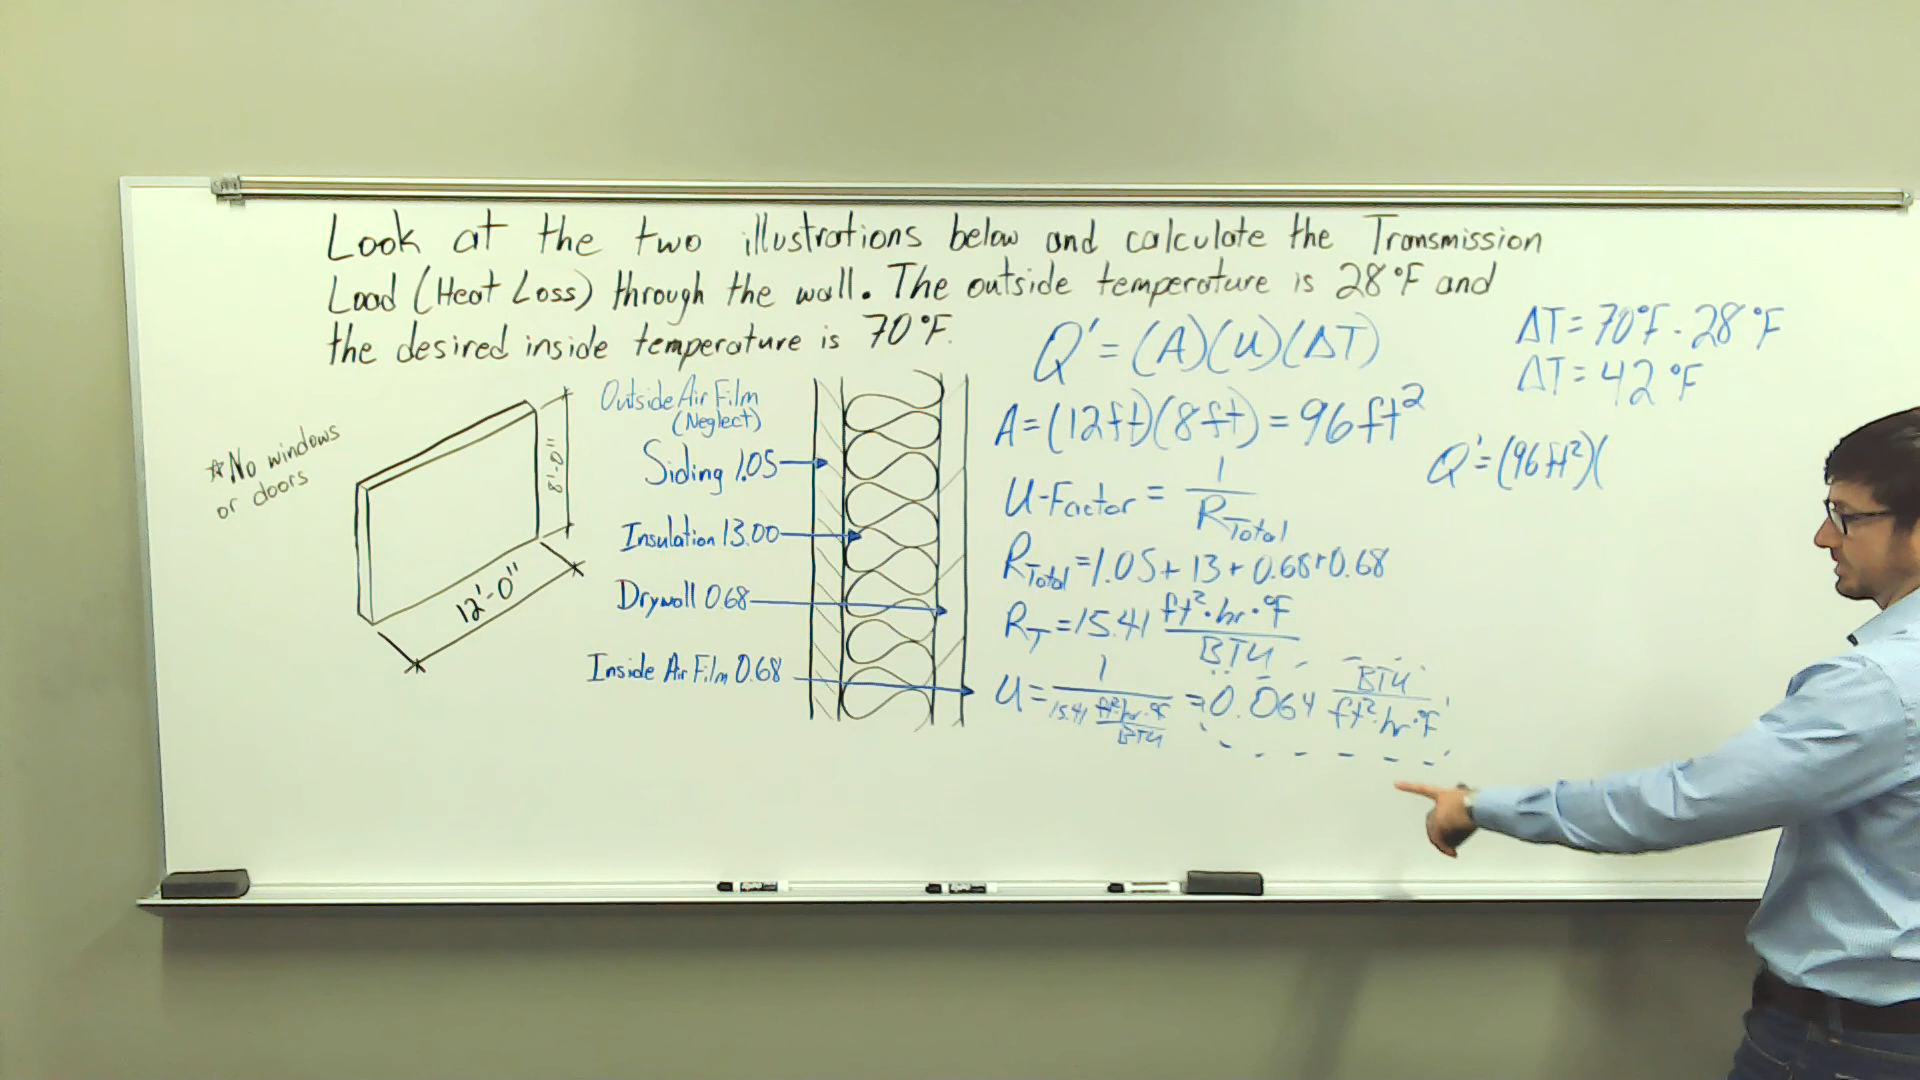 Look at the two illustrations below and calculate the Transmission
Load (Heat Loss) through the wall. The outside temperature is 28°F and
the desired inside temperature is 70°F.
*No windows
or doors
8'-0"
12'-0"
Outside Air Film
(Neglect)
Siding 1.05
Insulation 13.00
Drywall 0.68
Inside Air Film 0.68
Q' = (A)(U)(ΔT)
A = (12ft)(8ft) = 96ft²
U-Factor = 1/R_Total
R_Total = 1.05 + 13 + 0.68 + 0.68
R_T = 15.41 ft²·hr·°F/BTU
U = 1/(15.41 ft²·hr·°F/BTU) = 0.064 BTU/ft²·hr·°F
ΔT = 70°F - 28°F
ΔT = 42°F
Q' = (96ft²)(